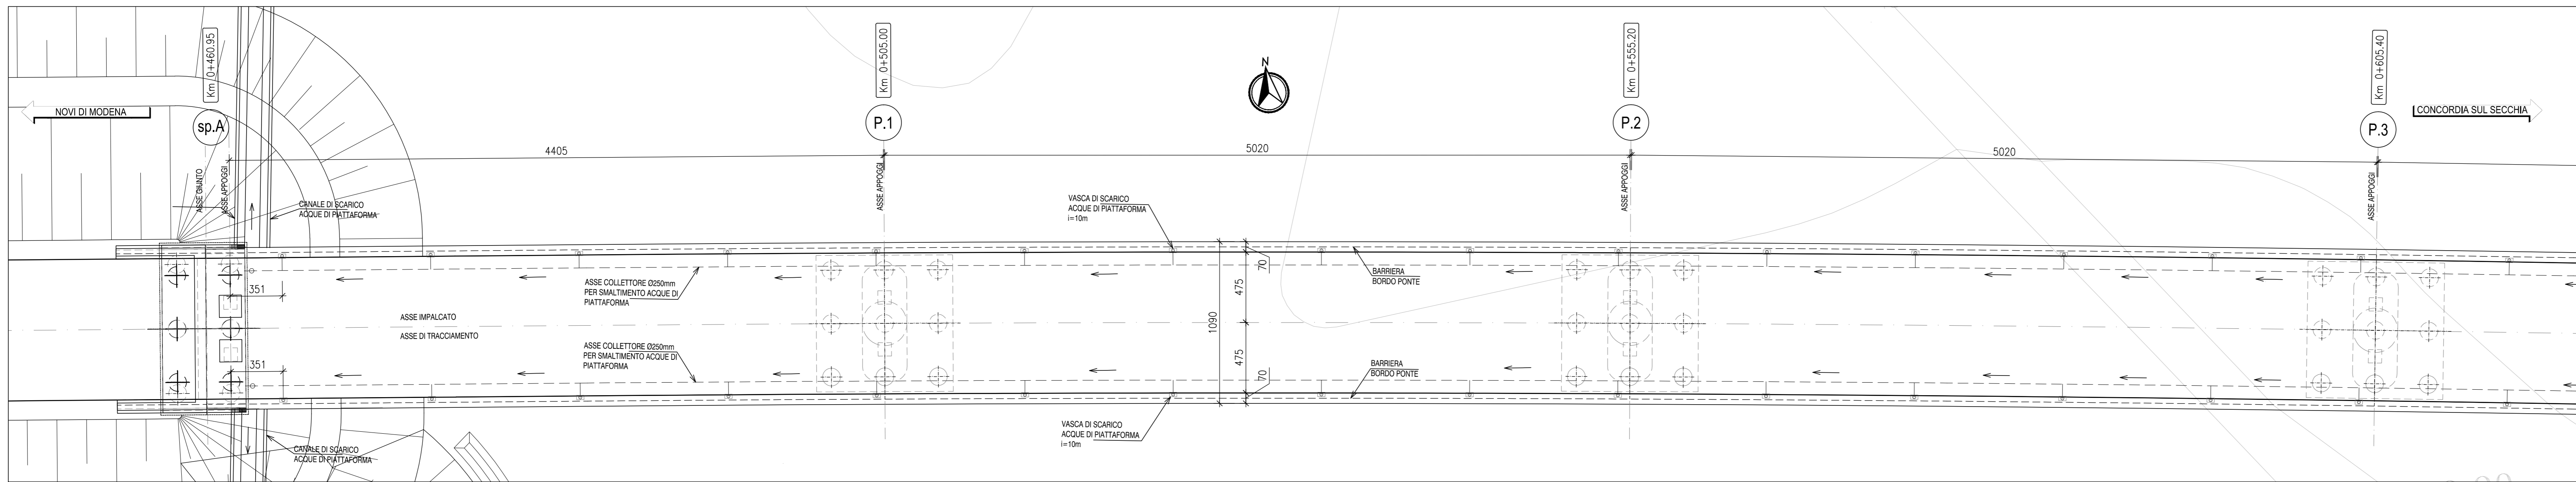 Km 0+460.95
Km 0+505.00
Km 0+555.20
Km 0+605.40
N
NOVI DI MODENA
CONCORDIA SUL SECCHIA
sp.A
P.1
P.2
P.3
4405
5020
5020
ASSE GIUNTO
ASSE APPOGGI
ASSE APPOGGI
ASSE APPOGGI
ASSE APPOGGI
CANALE DI SCARICO
ACQUE DI PIATTAFORMA
VASCA DI SCARICO
ACQUE DI PIATTAFORMA
i=10m
70
BARRIERA
BORDO PONTE
351
ASSE COLLETTORE Ø250mm
PER SMALTIMENTO ACQUE DI
PIATTAFORMA
475
1090
ASSE IMPALCATO
ASSE DI TRACCIAMENTO
ASSE COLLETTORE Ø250mm
PER SMALTIMENTO ACQUE DI
PIATTAFORMA
475
351
BARRIERA
BORDO PONTE
70
VASCA DI SCARICO
ACQUE DI PIATTAFORMA
i=10m
CANALE DI SCARICO
ACQUE DI PIATTAFORMA